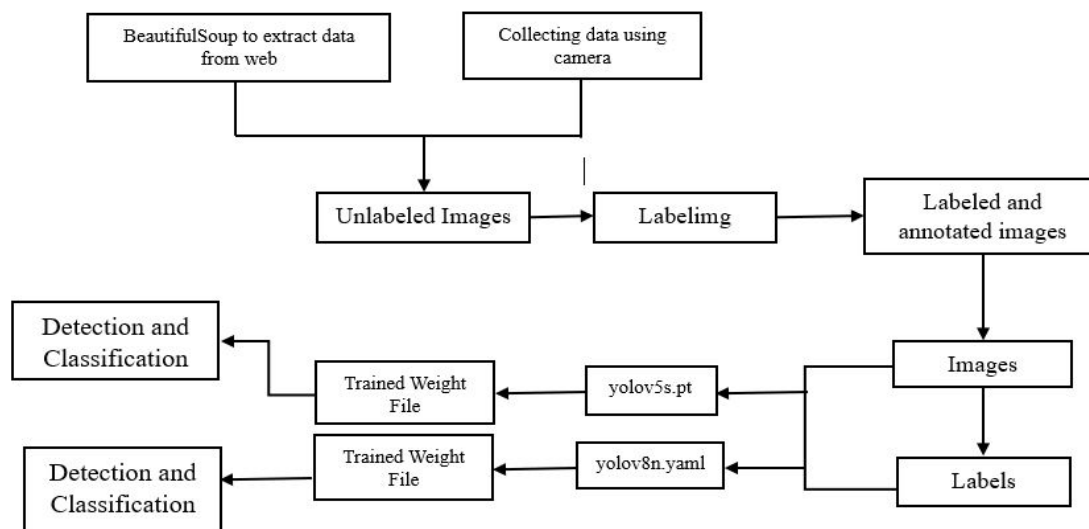 BeautifulSoup to extract data
from web
Collecting data using
camera
Unlabeled Images
Labelimg
Labeled and
annotated images
Detection and
Classification
Trained Weight
File
yolov5s.pt
Images
Detection and
Classification
Trained Weight
File
yolov8n.yaml
Labels